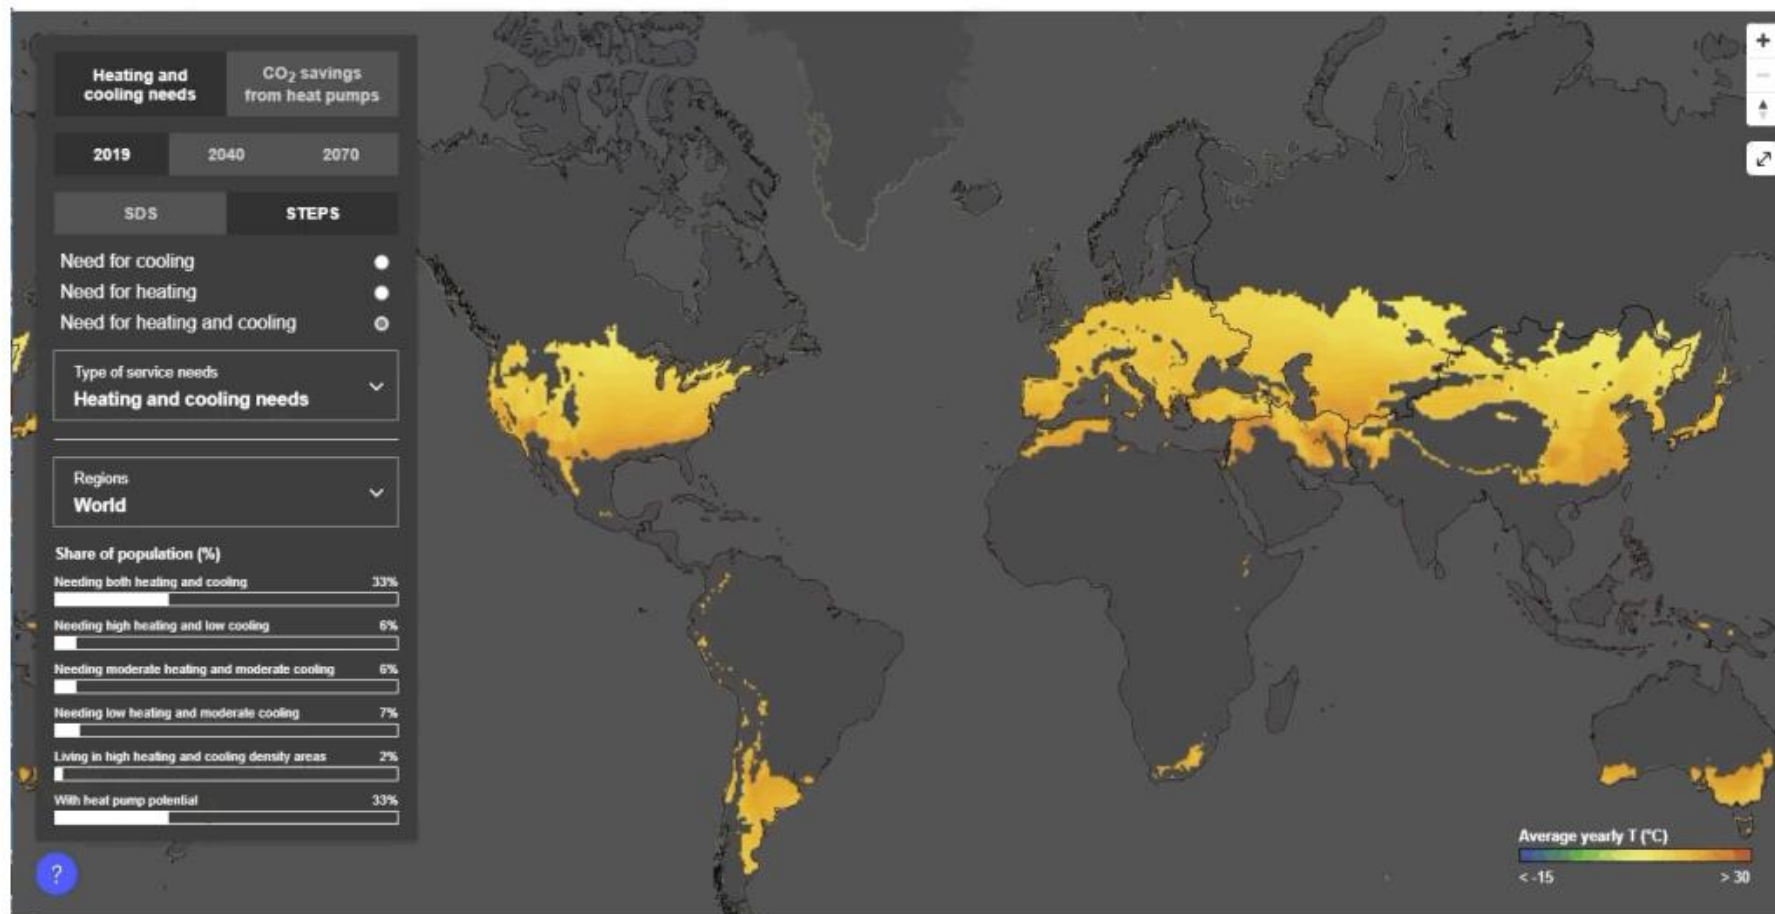 Heating and
cooling needs
CO₂ savings
from heat pumps
2019
2040
2070
SDS
STEPS
Need for cooling
Need for heating
Need for heating and cooling
Type of service needs
Heating and cooling needs
Regions
World
Share of population (%)
Needing both heating and cooling 33%
Needing high heating and low cooling 6%
Needing moderate heating and moderate cooling 6%
Needing low heating and moderate cooling 7%
Living in high heating and cooling density areas 2%
With heat pump potential 33%
?
Average yearly T (°C)
< -15 > 30